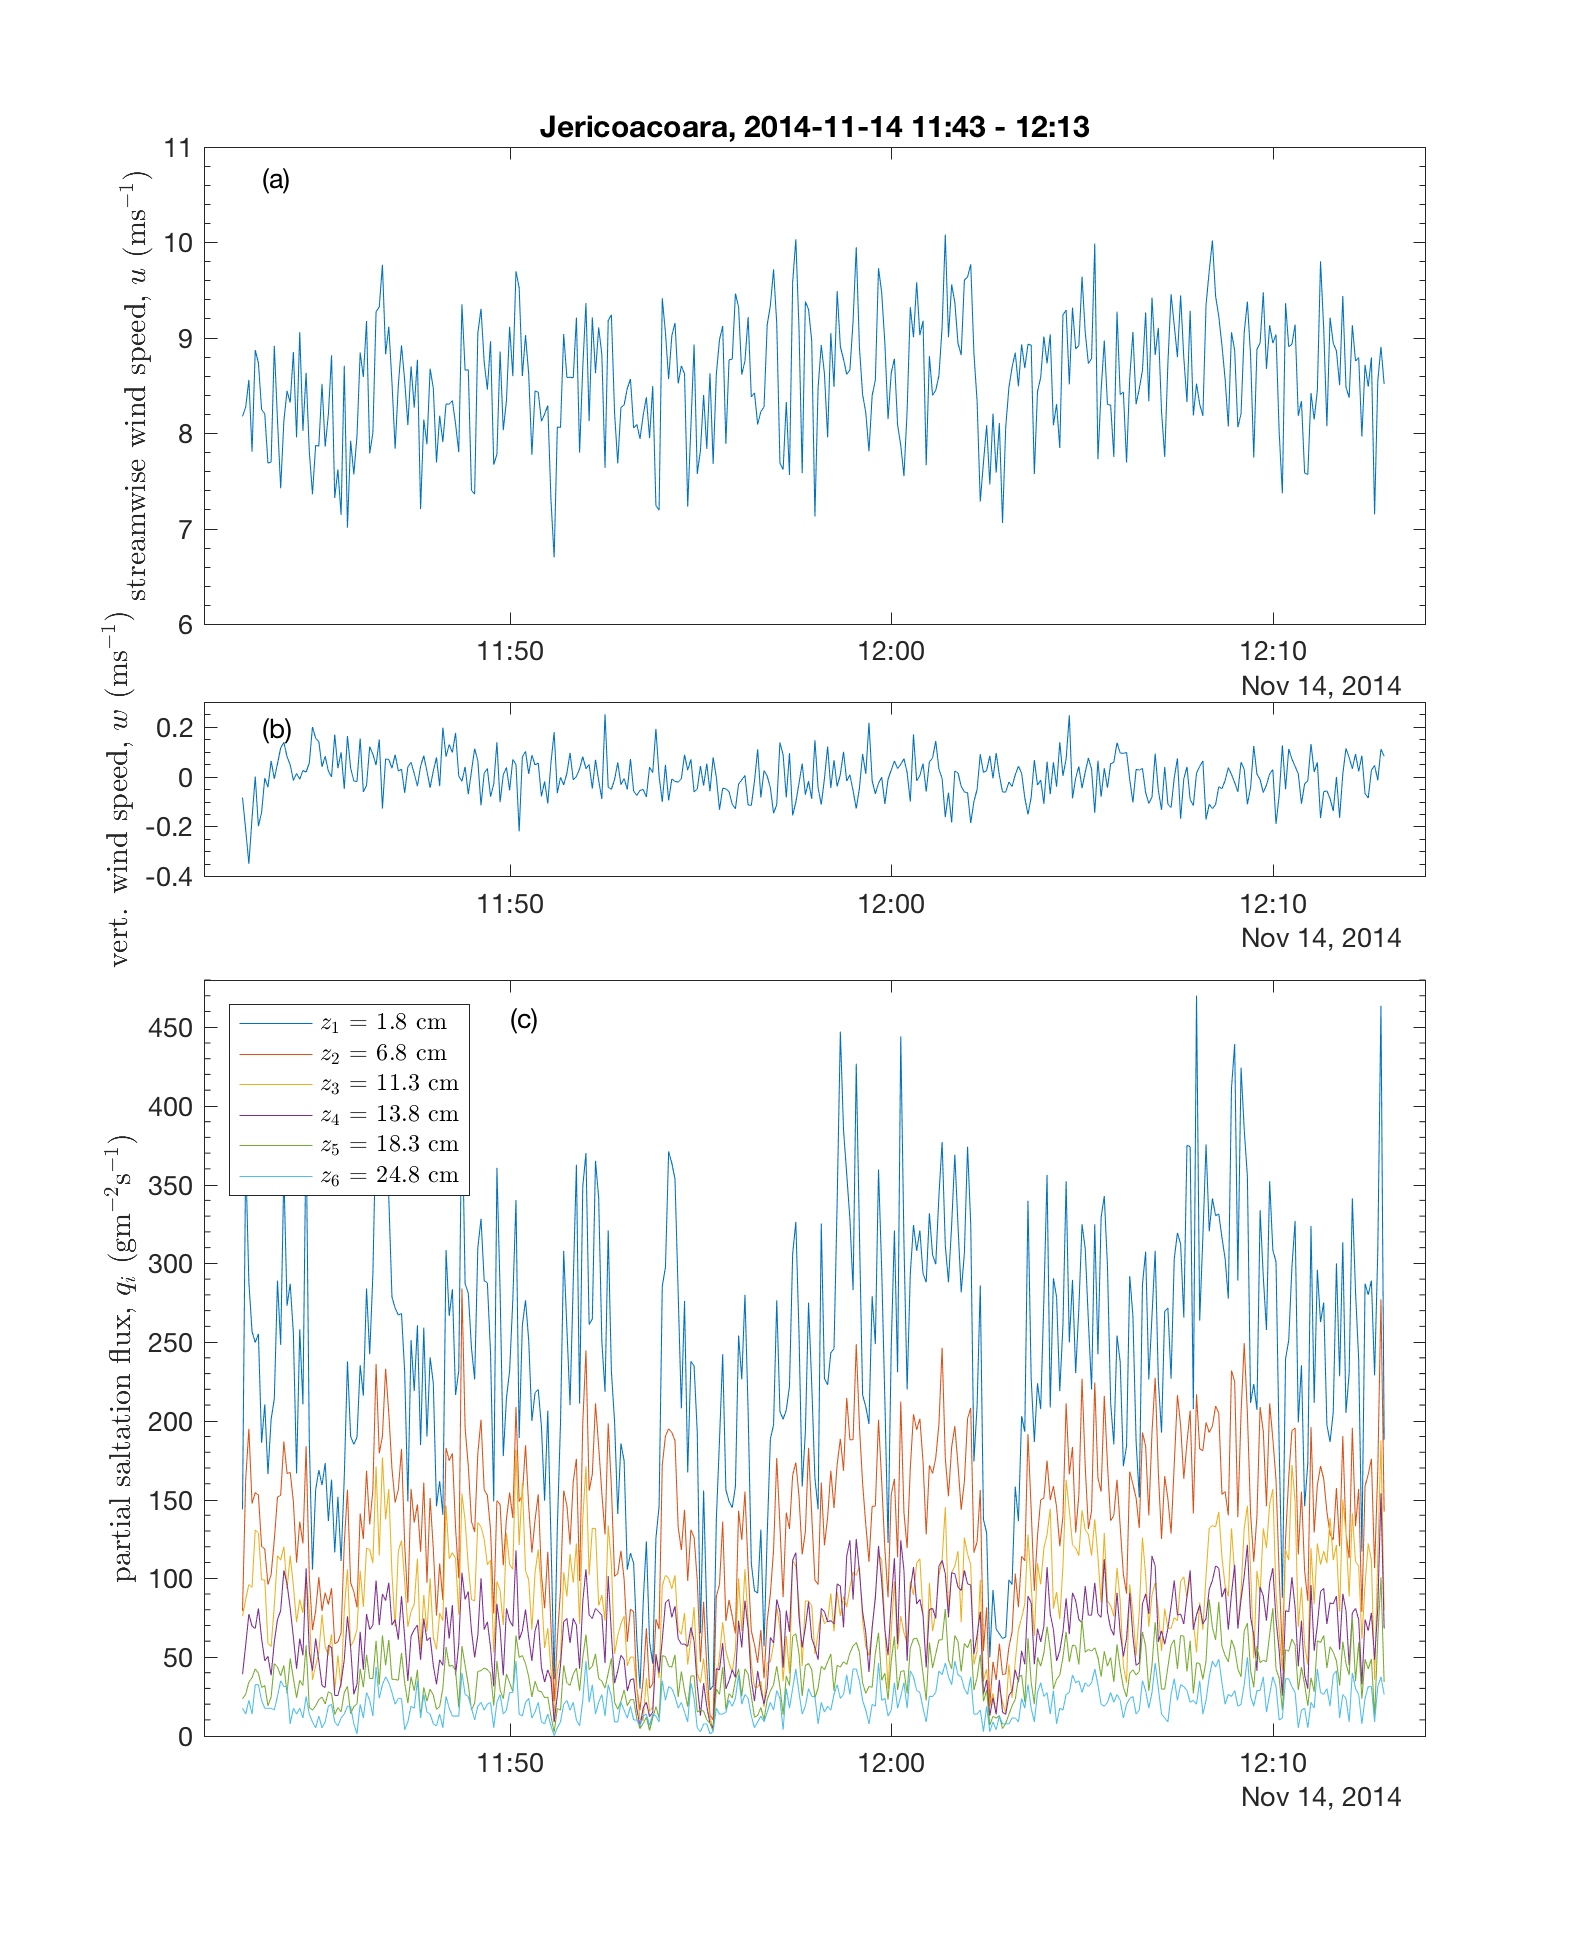 Jericoacoara, 2014-11-14 11:43 - 12:13
(a)
streamwise wind speed, u (ms⁻¹)
11
10
9
8
7
6
11:50 12:00 12:10
Nov 14, 2014
(b)
vert. wind speed, w (ms⁻¹)
0.2
0
-0.2
-0.4
11:50 12:00 12:10
Nov 14, 2014
(c)
z₁ = 1.8 cm
z₂ = 6.8 cm
z₃ = 11.3 cm
z₄ = 13.8 cm
z₅ = 18.3 cm
z₆ = 24.8 cm
partial saltation flux, qᵢ (gm⁻²s⁻¹)
450
400
350
300
250
200
150
100
50
0
11:50 12:00 12:10
Nov 14, 2014